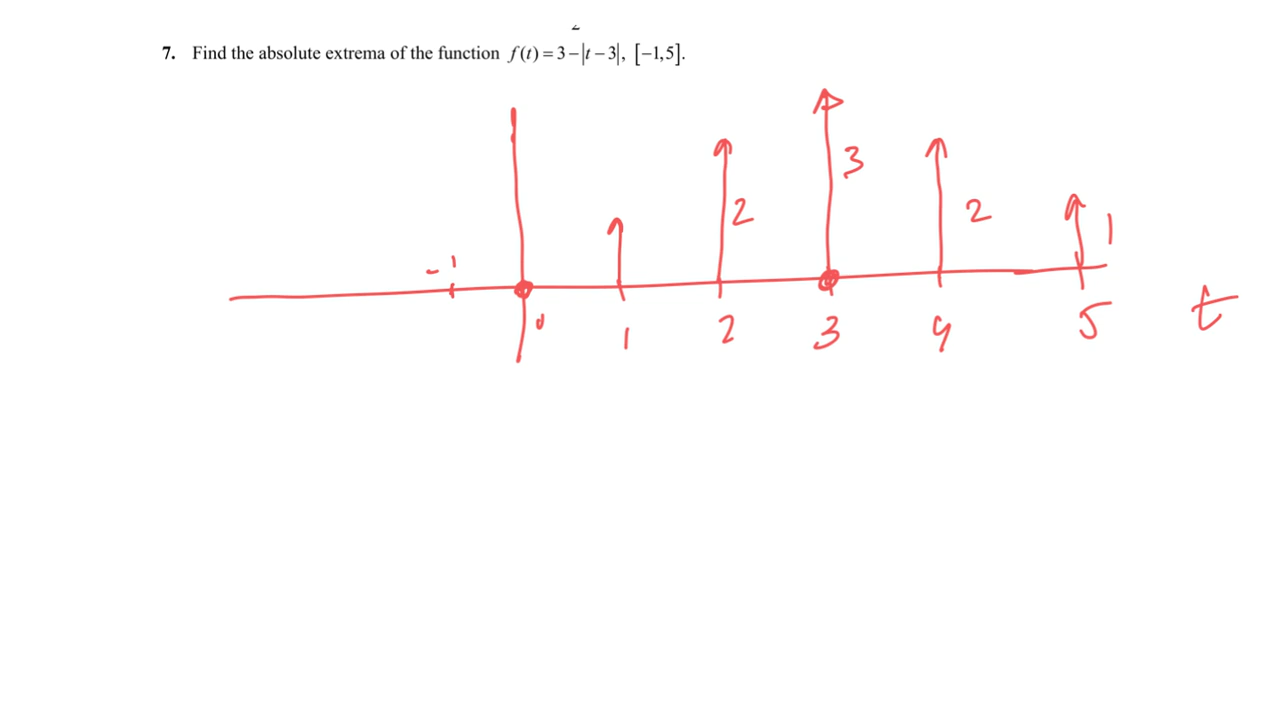 7. Find the absolute extrema of the function f(t) = 3 − |t − 3|, [−1, 5].
3
2 2 1
-1
0 1 2 3 4 5 t